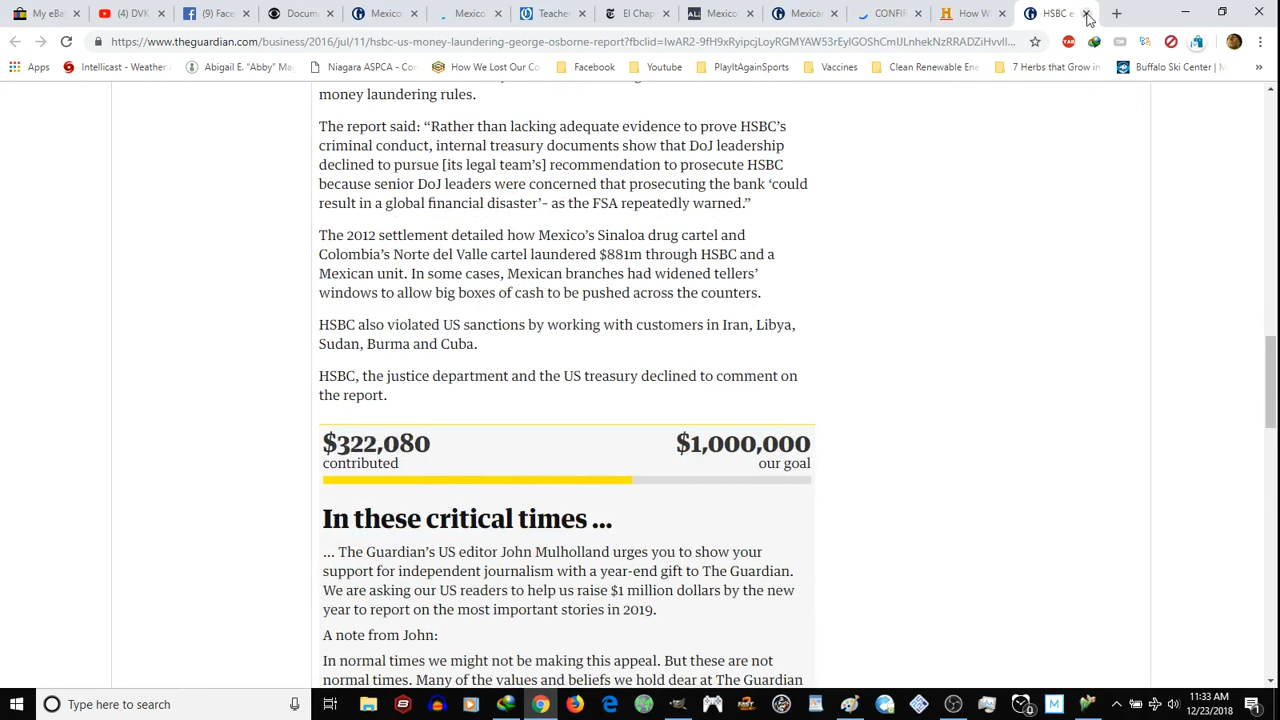 My eBa
(4) DVK
(9) Face
Docum
Mexico:
Mexico
Teache
El Chap
Mexico
Mexican
CONFIR
How W
HSBC e
https://www.theguardian.com/business/2016/jul/11/hsbc-us-money-laundering-george-osborne-report?fbclid=
Apps
Intellicast - Weather
Abigail E. "Abby" Mag
Niagara ASPCA - Con
How We Lost Our Co
Facebook
Youtube
PlayItAgainSports
Vaccines
Clean Renewable Ene
7 Herbs that Grow in
Buffalo Ski Center | M
money laundering rules.
The report said: “Rather than lacking adequate evidence to prove HSBC’s
criminal conduct, internal treasury documents show that DoJ leadership
declined to pursue [its legal team’s] recommendation to prosecute HSBC
because senior DoJ leaders were concerned that prosecuting the bank ‘could
result in a global financial disaster’– as the FSA repeatedly warned.”
The 2012 settlement detailed how Mexico’s Sinaloa drug cartel and
Colombia’s Norte del Valle cartel laundered $881m through HSBC and a
Mexican unit. In some cases, Mexican branches had widened tellers’
windows to allow big boxes of cash to be pushed across the counters.
HSBC also violated US sanctions by working with customers in Iran, Libya,
Sudan, Burma and Cuba.
HSBC, the justice department and the US treasury declined to comment on
the report.
$322,080 $1,000,000
contributed our goal
In these critical times ...
... The Guardian’s US editor John Mulholland urges you to show your
support for independent journalism with a year-end gift to The Guardian.
We are asking our US readers to help us raise $1 million dollars by the new
year to report on the most important stories in 2019.
A note from John:
In normal times we might not be making this appeal. But these are not
normal times. Many of the values and beliefs we hold dear at The Guardian
Type here to search
11:33 AM
12/23/2018